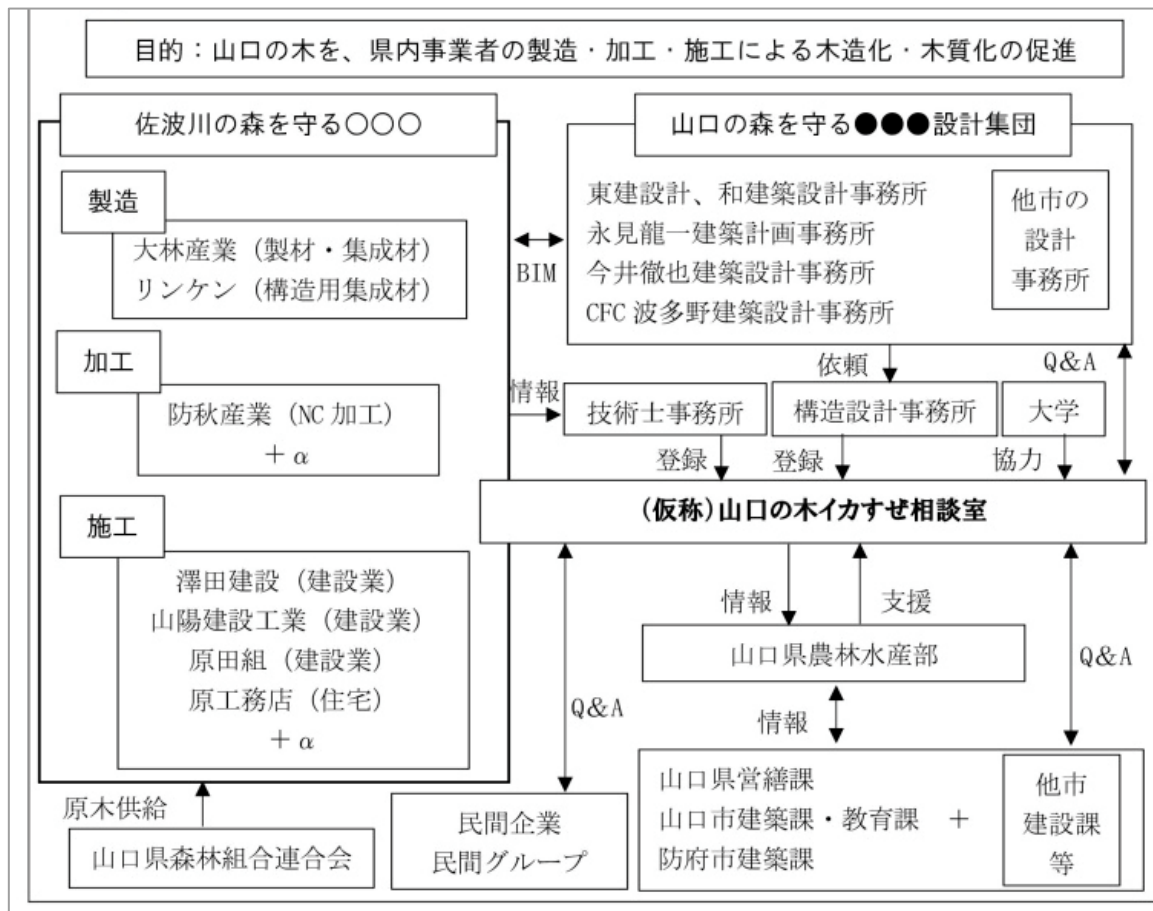 目的：山口の木を、県内事業者の製造・加工・施工による木造化・木質化の促進
佐波川の森を守る〇〇〇
製造
大林産業（製材・集成材）
リンケン（構造用集成材）
加工
防秋産業（NC 加工）
＋α
施工
澤田建設（建設業）
山陽建設工業（建設業）
原田組（建設業）
原工務店（住宅）
＋α
原木供給
山口県森林組合連合会
BIM
山口の森を守る●●●設計集団
東建設計、和建築設計事務所
永見龍一建築計画事務所
今井徹也建築設計事務所
CFC 波多野建築設計事務所
他市の
設計
事務所
依頼
Q&A
情報
技術士事務所
構造設計事務所
大学
登録
登録
協力
（仮称）山口の木イカすぜ相談室
情報
支援
山口県農林水産部
Q&A
Q&A
情報
民間企業
民間グループ
山口県営繕課
山口市建築課・教育課　＋
防府市建築課
他市
建設課
等